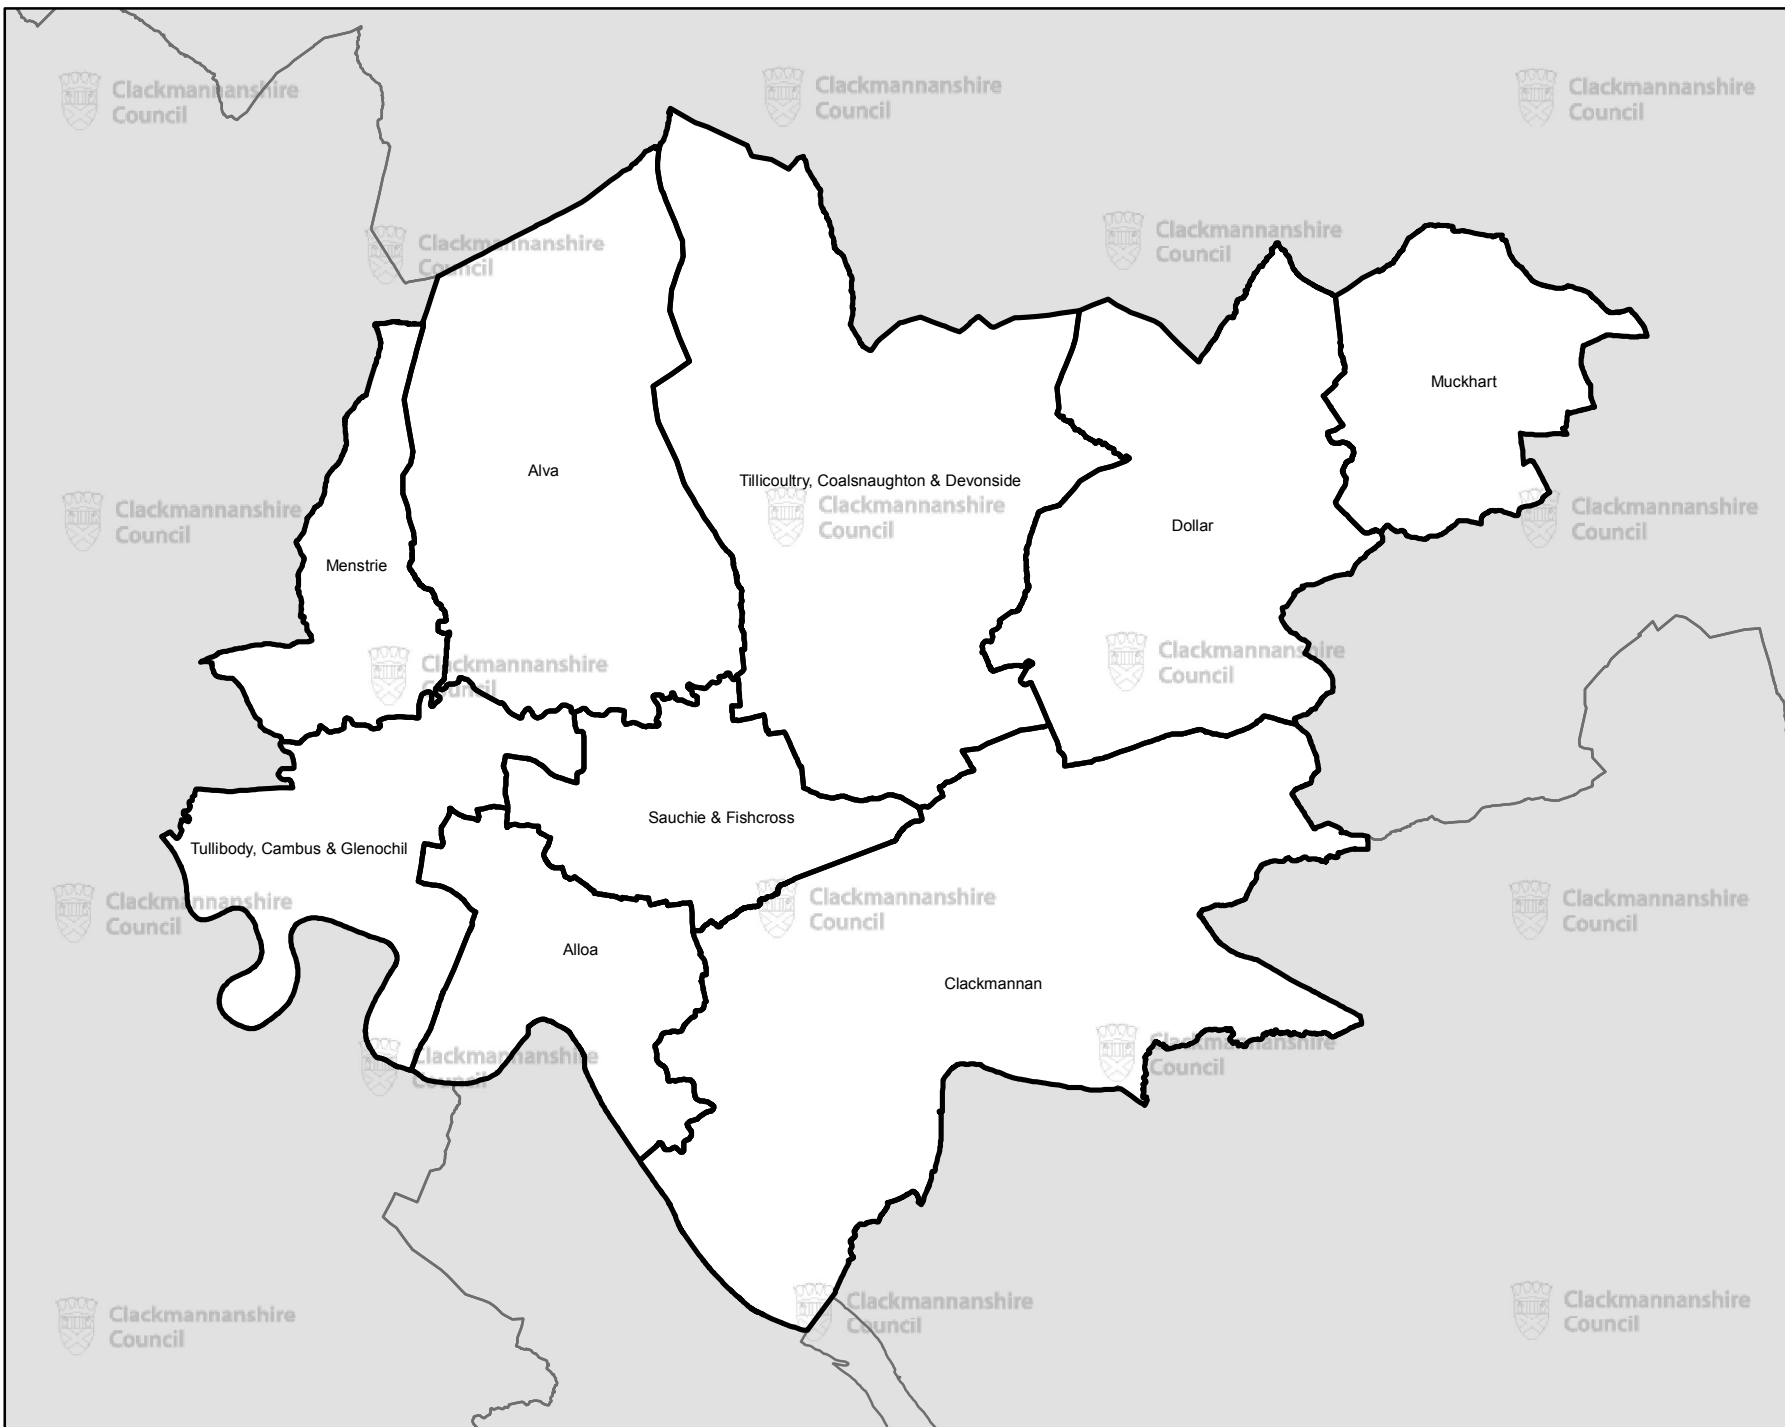 Clackmannanshire
Council
Clackmannanshire
Council
Clackmannanshire
Council
Clackmannanshire
Council
Clackmannanshire
Council
Muckhart
Alva
Tillicoultry, Coalsnaughton & Devonside
Clackmannanshire
Council
Clackmannanshire
Council
Clackmannanshire
Council
Dollar
Menstrie
Clackmannanshire
Council
Clackmannanshire
Council
Sauchie & Fishcross
Tullibody, Cambus & Glenochil
Clackmannanshire
Council
Clackmannanshire
Council
Clackmannanshire
Council
Alloa
Clackmannan
Clackmannanshire
Council
Clackmannanshire
Council
Clackmannanshire
Council
Clackmannanshire
Council
Clackmannanshire
Council